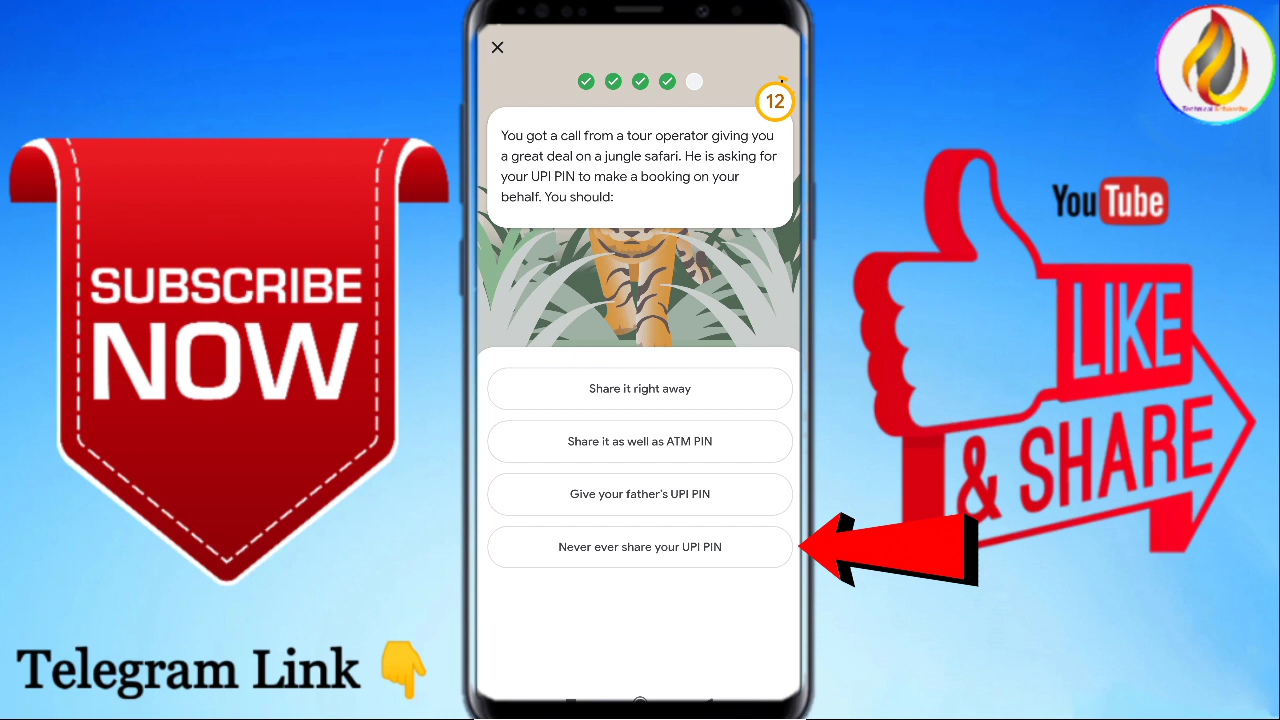 12
You got a call from a tour operator giving you
a great deal on a jungle safari. He is asking for
your UPI PIN to make a booking on your
behalf. You should:
Share it right away
Share it as well as ATM PIN
Give your father's UPI PIN
Never ever share your UPI PIN
SUBSCRIBE
NOW
Telegram Link
YouTube
LIKE
& SHARE
Technical